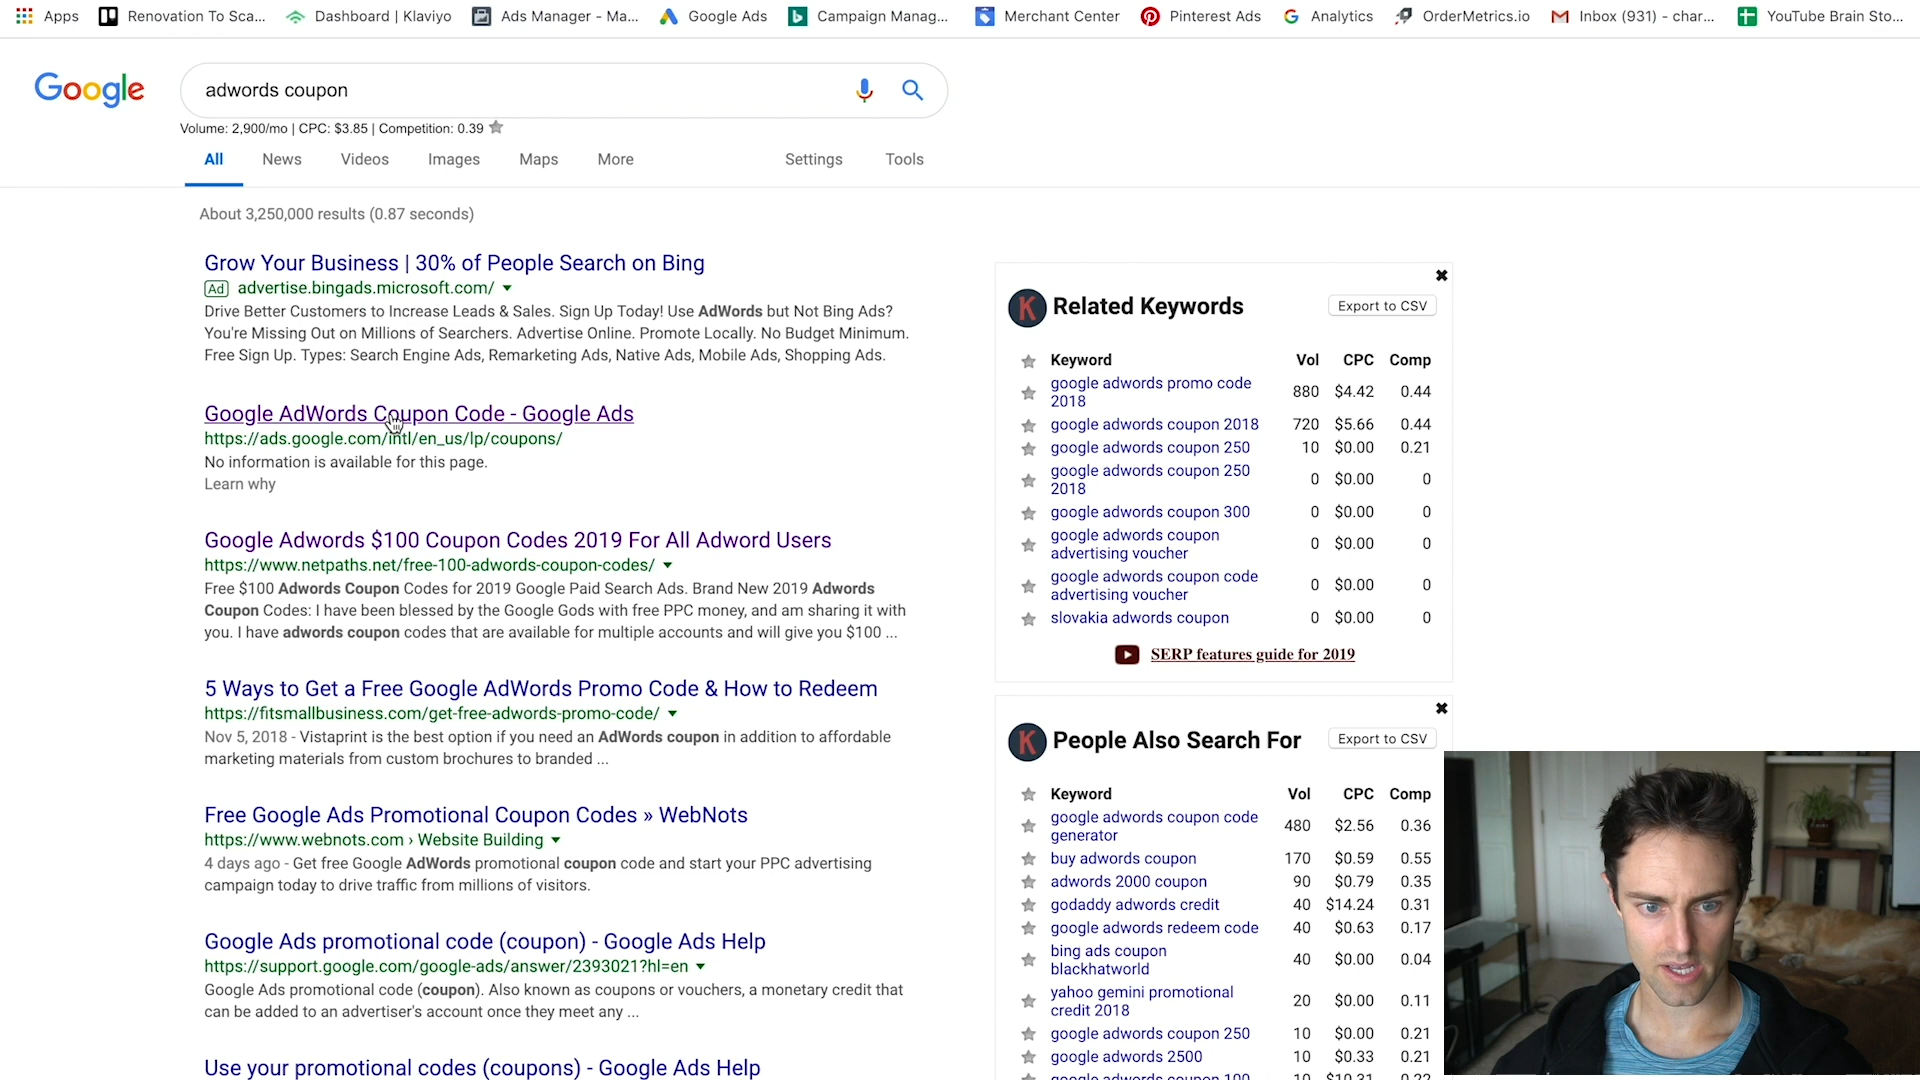 Apps Renovation To Sca... Dashboard | Klaviyo Ads Manager - Ma... Google Ads Campaign Manag... Merchant Center Pinterest Ads Analytics OrderMetrics.io Inbox (931) - char... YouTube Brain Sto...
Google adwords coupon
Volume: 2,900/mo | CPC: $3.85 | Competition: 0.39
All News Videos Images Maps More Settings Tools
About 3,250,000 results (0.87 seconds)
Grow Your Business | 30% of People Search on Bing
Ad advertise.bingads.microsoft.com/
Drive Better Customers to Increase Leads & Sales. Sign Up Today! Use AdWords but Not Bing Ads?
You're Missing Out on Millions of Searchers. Advertise Online. Promote Locally. No Budget Minimum.
Free Sign Up. Types: Search Engine Ads, Remarketing Ads, Native Ads, Mobile Ads, Shopping Ads.
Google AdWords Coupon Code - Google Ads
https://ads.google.com/intl/en_us/lp/coupons/
No information is available for this page.
Learn why
Google Adwords $100 Coupon Codes 2019 For All Adword Users
https://www.netpaths.net/free-100-adwords-coupon-codes/
Free $100 Adwords Coupon Codes for 2019 Google Paid Search Ads. Brand New 2019 Adwords
Coupon Codes: I have been blessed by the Google Gods with free PPC money, and am sharing it with
you. I have adwords coupon codes that are available for multiple accounts and will give you $100 ...
5 Ways to Get a Free Google AdWords Promo Code & How to Redeem
https://fitsmallbusiness.com/get-free-adwords-promo-code/
Nov 5, 2018 - Vistaprint is the best option if you need an AdWords coupon in addition to affordable
marketing materials from custom brochures to branded ...
Free Google Ads Promotional Coupon Codes » WebNots
https://www.webnots.com › Website Building
4 days ago - Get free Google AdWords promotional coupon code and start your PPC advertising
campaign today to drive traffic from millions of visitors.
Google Ads promotional code (coupon) - Google Ads Help
https://support.google.com/google-ads/answer/2393021?hl=en
Google Ads promotional code (coupon). Also known as coupons or vouchers, a monetary credit that
can be added to an advertiser's account once they meet any ...
Use your promotional codes (coupons) - Google Ads Help
K Related Keywords Export to CSV
Keyword Vol CPC Comp
google adwords promo code
2018 880 $4.42 0.44
google adwords coupon 2018 720 $5.66 0.44
google adwords coupon 250 10 $0.00 0.21
google adwords coupon 250
2018 0 $0.00 0
google adwords coupon 300 0 $0.00 0
google adwords coupon
advertising voucher 0 $0.00 0
google adwords coupon code
advertising voucher 0 $0.00 0
slovakia adwords coupon 0 $0.00 0
SERP features guide for 2019
K People Also Search For Export to CSV
Keyword Vol CPC Comp
google adwords coupon code
generator 480 $2.56 0.36
buy adwords coupon 170 $0.59 0.55
adwords 2000 coupon 90 $0.79 0.35
godaddy adwords credit 40 $14.24 0.31
google adwords redeem code 40 $0.63 0.17
bing ads coupon
blackhatworld 40 $0.00 0.04
yahoo gemini promotional
credit 2018 20 $0.00 0.11
google adwords coupon 250 10 $0.00 0.21
google adwords 2500 10 $0.33 0.21
google adwords coupon 100 10 $10.31 0.22